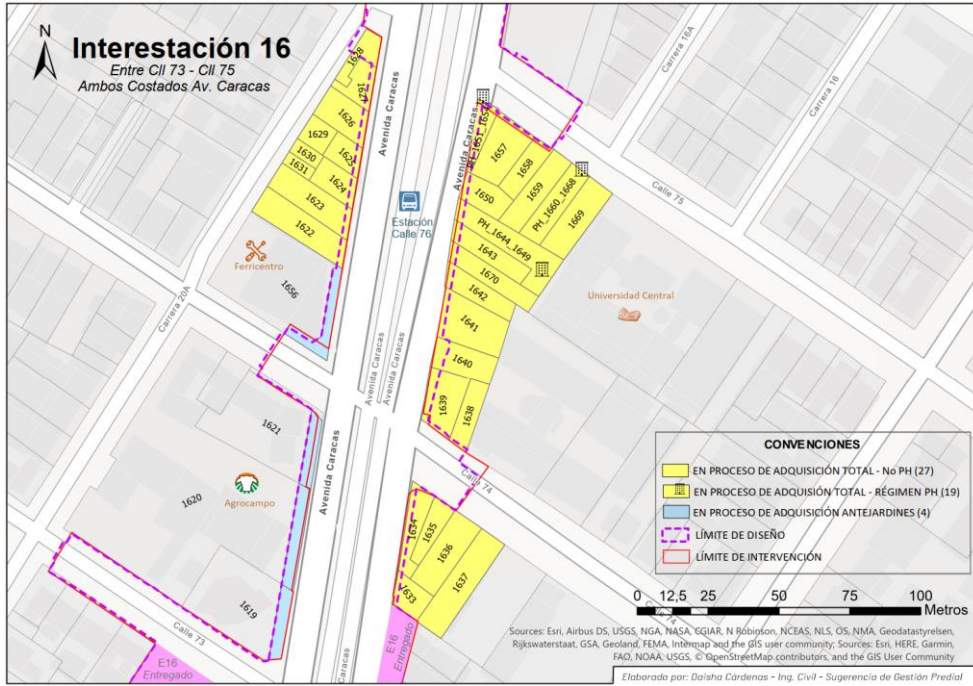 N
Interestación 16
Entre Cll 73 - Cll 75
Ambos Costados Av. Caracas
1628
1627
1626
1629
1625
1630
1631
1624
1623
1622
Ferricentro
1656
Carrera 20A
Avenida Caracas
Estación
Calle 76
Avenida Caracas
Carrera 16A
Carrera 16
Calle 75
1657
1658
1659
1650
PH_1660_1668
1669
PH_1644_1649
1643
1670
1642
1641
1640
1639
1638
Universidad Central
Avenida Caracas
Avenida Caracas
Avenida Caracas
1621
1620
Agrocampo
1619
Calle 73
Calle 74
1634
1635
1636
1633
1637
E16
Entregado
E16
Entregado
Caracas
CONVENCIONES
EN PROCESO DE ADQUISICIÓN TOTAL - No PH (27)
EN PROCESO DE ADQUISIÓN TOTAL - RÉGIMEN PH (19)
EN PROCESO DE ADQUISICIÓN ANTEJARDINES (4)
LÍMITE DE DISEÑO
LÍMITE DE INTERVENCIÓN
0 12,5 25 50 75 100
Metros
Calle 74
Sources: Esri, Airbus DS, USGS, NGA, NASA, CGIAR, N Robinson, NCEAS, NLS, OS, NMA, Geodatastyrelsen,
Rijkswaterstaat, GSA, Geoland, FEMA, Intermap and the GIS user community; Sources: Esri, HERE, Garmin,
FAO, NOAA, USGS, © OpenStreetMap contributors, and the GIS User Community
Elaborado por: Daisha Cárdenas - Ing. Civil - Sugerencia de Gestión Predial